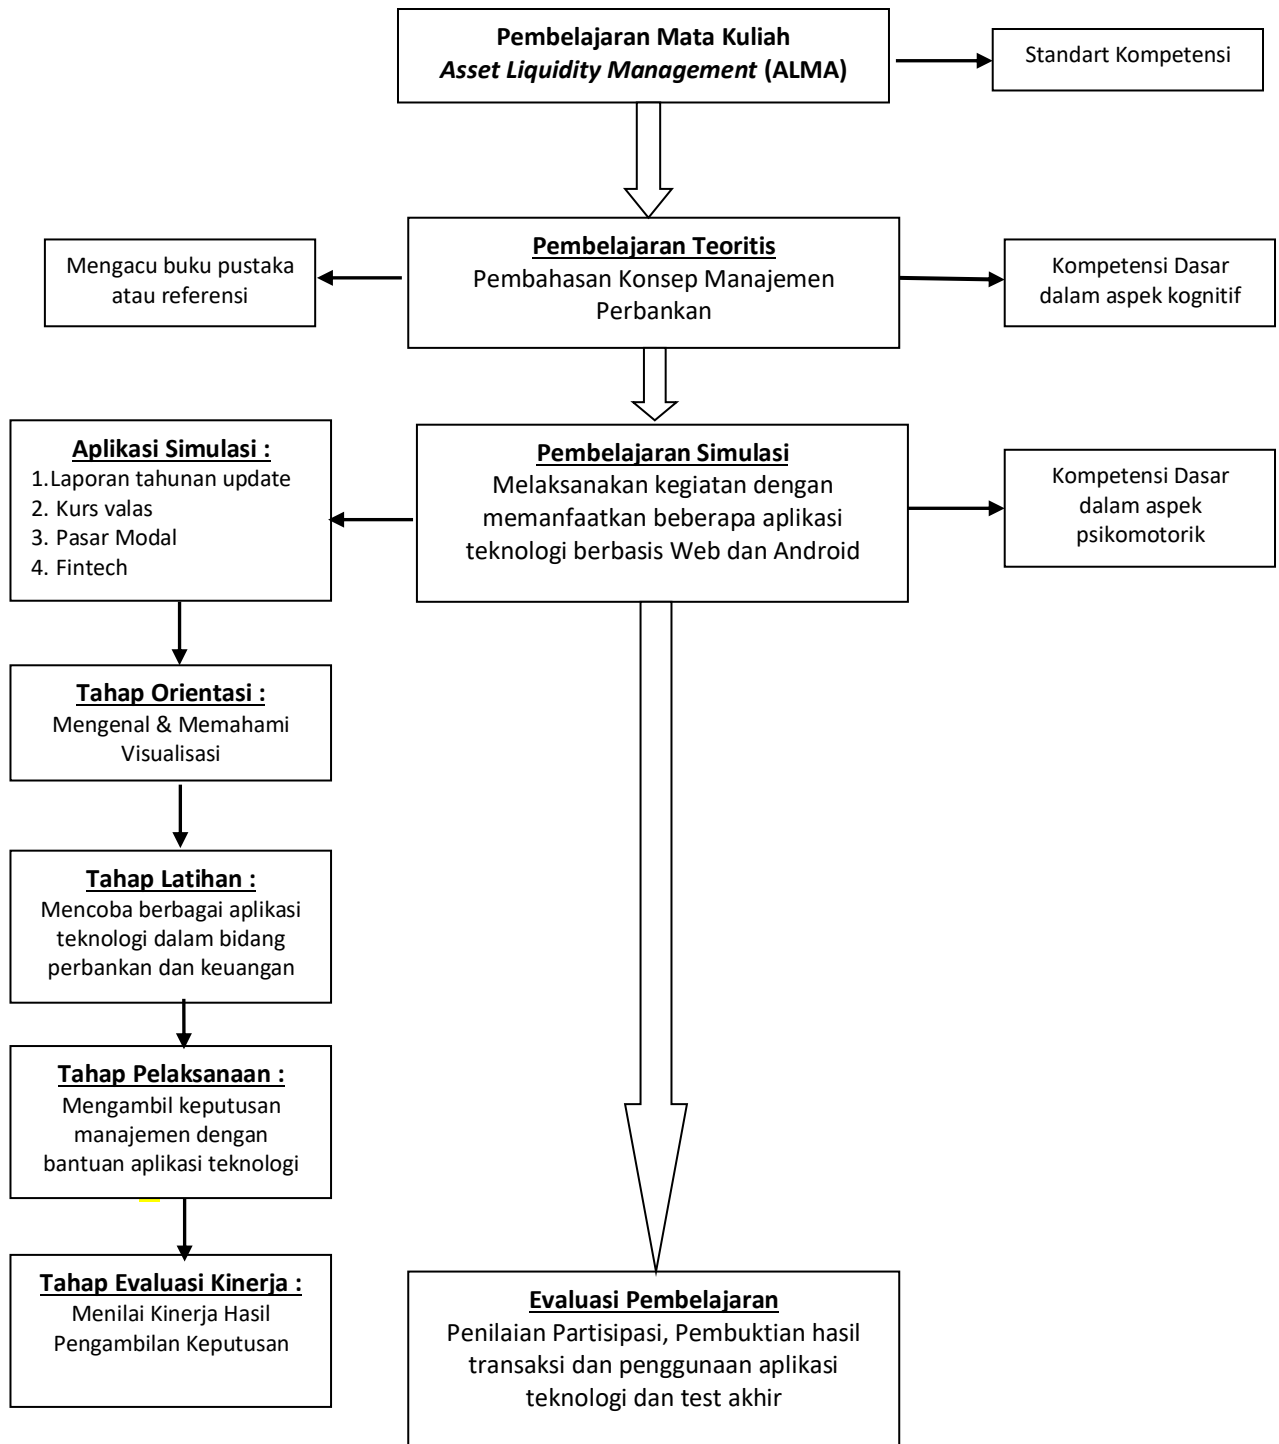 Pembelajaran Mata Kuliah
Asset Liquidity Management (ALMA)
Standart Kompetensi
Pembelajaran Teoritis
Pembahasan Konsep Manajemen
Perbankan
Mengacu buku pustaka
atau referensi
Kompetensi Dasar
dalam aspek kognitif
Aplikasi Simulasi :
1.Laporan tahunan update
2. Kurs valas
3. Pasar Modal
4. Fintech
Pembelajaran Simulasi
Melaksanakan kegiatan dengan
memanfaatkan beberapa aplikasi
teknologi berbasis Web dan Android
Kompetensi Dasar
dalam aspek
psikomotorik
Tahap Orientasi :
Mengenal & Memahami
Visualisasi
Tahap Latihan :
Mencoba berbagai aplikasi
teknologi dalam bidang
perbankan dan keuangan
Tahap Pelaksanaan :
Mengambil keputusan
manajemen dengan
bantuan aplikasi teknologi
Tahap Evaluasi Kinerja :
Menilai Kinerja Hasil
Pengambilan Keputusan
Evaluasi Pembelajaran
Penilaian Partisipasi, Pembuktian hasil
transaksi dan penggunaan aplikasi
teknologi dan test akhir